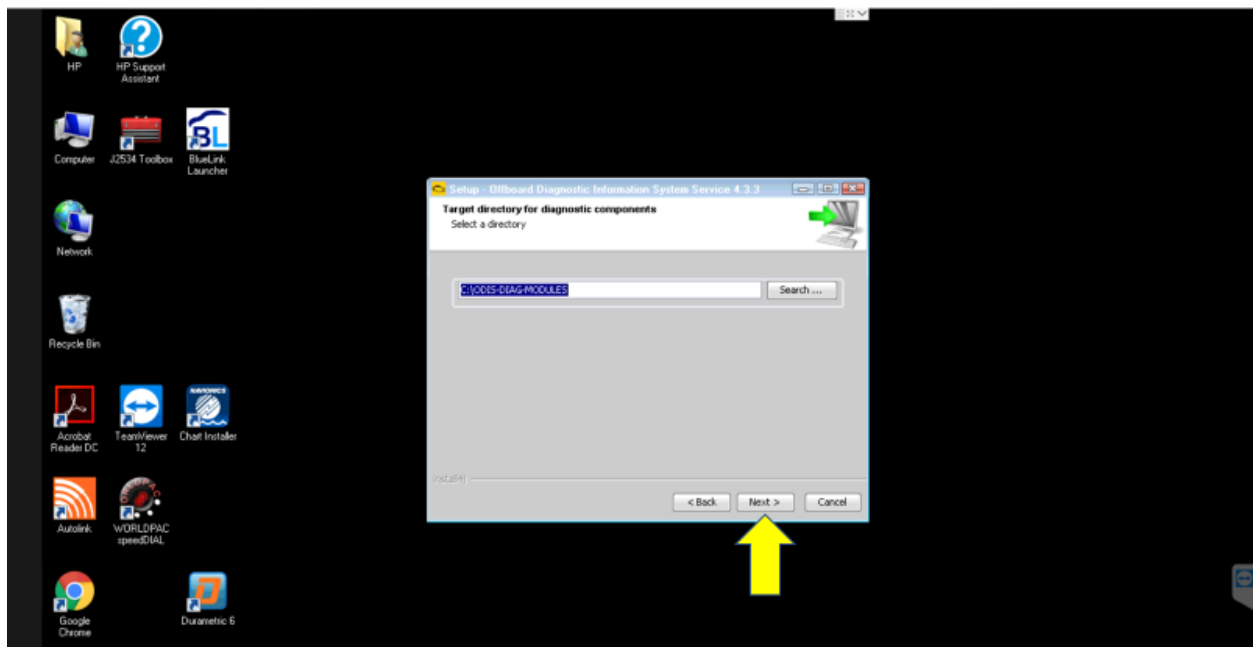 HP
HP Support
Assistant
Computer
J2534 Toolbox
BL
BlueLink
Launcher
Network
Recycle Bin
Acrobat
Reader DC
TeamViewer
12
NAVIONICS
Chart Installer
Autolink
WORLDPAC
speedDIAL
Google
Chrome
Durametric 6
Setup - Offboard Diagnostic Information System Service 4.3.3
Target directory for diagnostic components
Select a directory
C:\ODIS-DIAG-MODULES
Search ...
install4j
< Back
Next >
Cancel